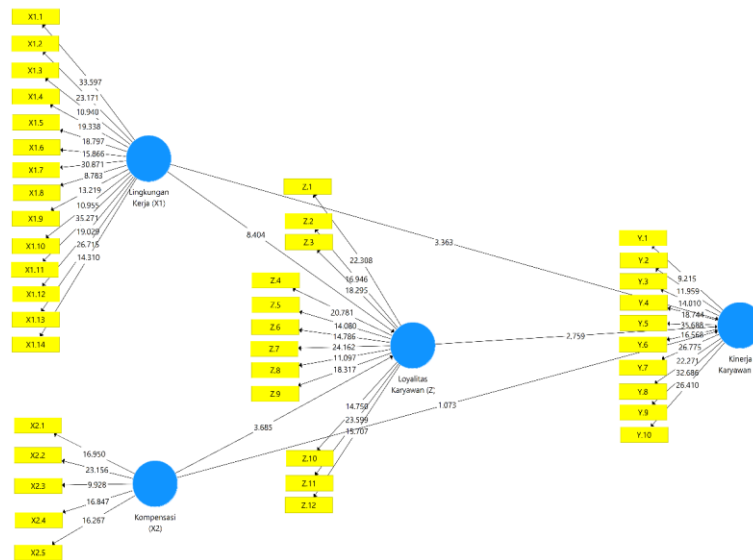 X1.1
X1.2
X1.3
X1.4
X1.5
X1.6
X1.7
X1.8
X1.9
X1.10
X1.11
X1.12
X1.13
X1.14
33.597
23.171
10.940
19.338
18.797
15.866
30.871
8.783
13.219
10.955
35.271
19.029
26.715
14.310
Lingkungan
Kerja (X1)
8.404
3.363
Z.1
Z.2
Z.3
Z.4
Z.5
Z.6
Z.7
Z.8
Z.9
Z.10
Z.11
Z.12
22.308
16.946
18.295
20.781
14.080
14.786
24.162
11.097
18.317
14.750
23.599
15.707
Loyalitas
Karyawan (Z)
2.759
3.685
1.073
X2.1
X2.2
X2.3
X2.4
X2.5
16.950
23.156
9.928
16.847
16.267
Kompensasi
(X2)
Y.1
Y.2
Y.3
Y.4
Y.5
Y.6
Y.7
Y.8
Y.9
Y.10
9.215
11.959
14.010
18.744
35.688
16.568
26.775
22.271
32.686
26.410
Kinerja
Karyawan